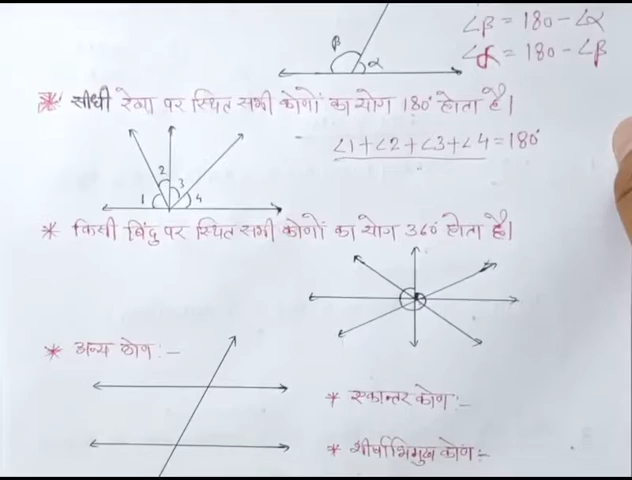 ∠β = 180 - ∠α
∠α = 180 - ∠β
β α
* सीधी रेखा पर स्थित सभी कोणों का योग 180° होता है।
∠1+∠2+∠3+∠4 = 180°
1 2 3 4
* किसी बिंदु पर स्थित सभी कोणों का योग 360° होता है।
* अन्य कोण :-
* एकान्तर कोण :-
* शीर्षाभिमुख कोण :-